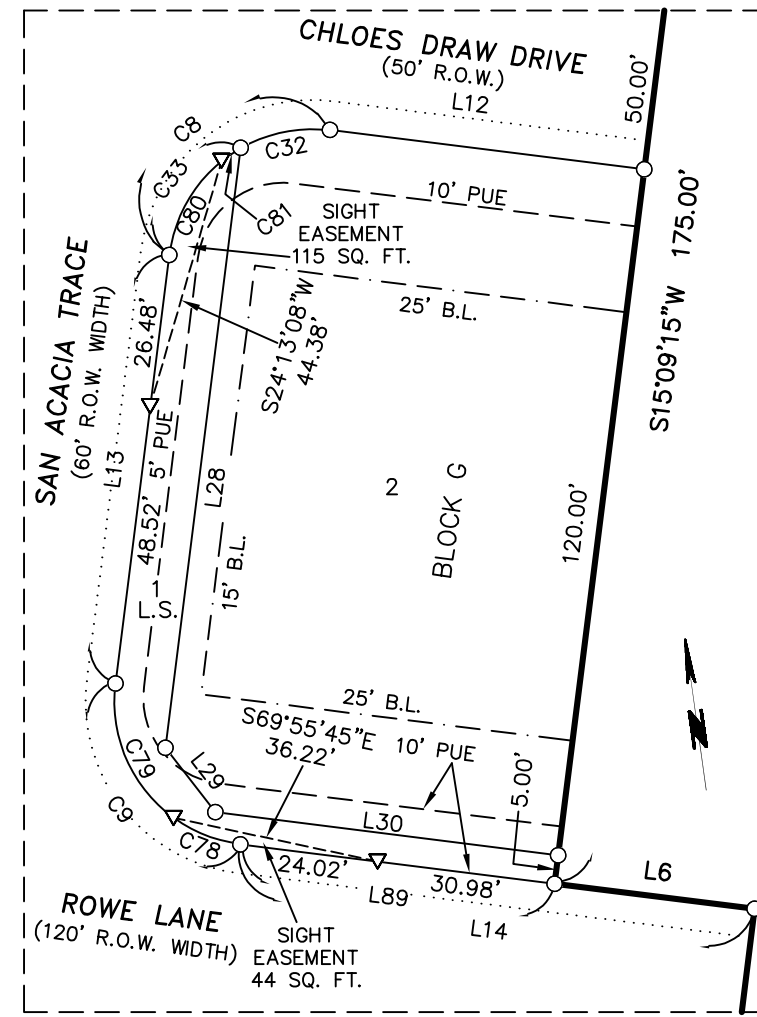 CHLOES DRAW DRIVE
(50' R.O.W.)
L12
50.00'
C8
C32
C33
C80
C81
10' PUE
SIGHT
EASEMENT
115 SQ. FT.
25' B.L.
S15°09'15"W 175.00'
SAN ACACIA TRACE
(60' R.O.W. WIDTH)
26.48'
S24°13'08"W
44.38'
L13
48.52'
5' PUE
L28
2
BLOCK G
120.00'
15' B.L.
1
L.S.
25' B.L.
S69°55'45"E
36.22'
10' PUE
5.00'
C79
L29
C9
L30
C78
24.02'
30.98'
L6
L89
L14
ROWE LANE
(120' R.O.W. WIDTH)
SIGHT
EASEMENT
44 SQ. FT.
N